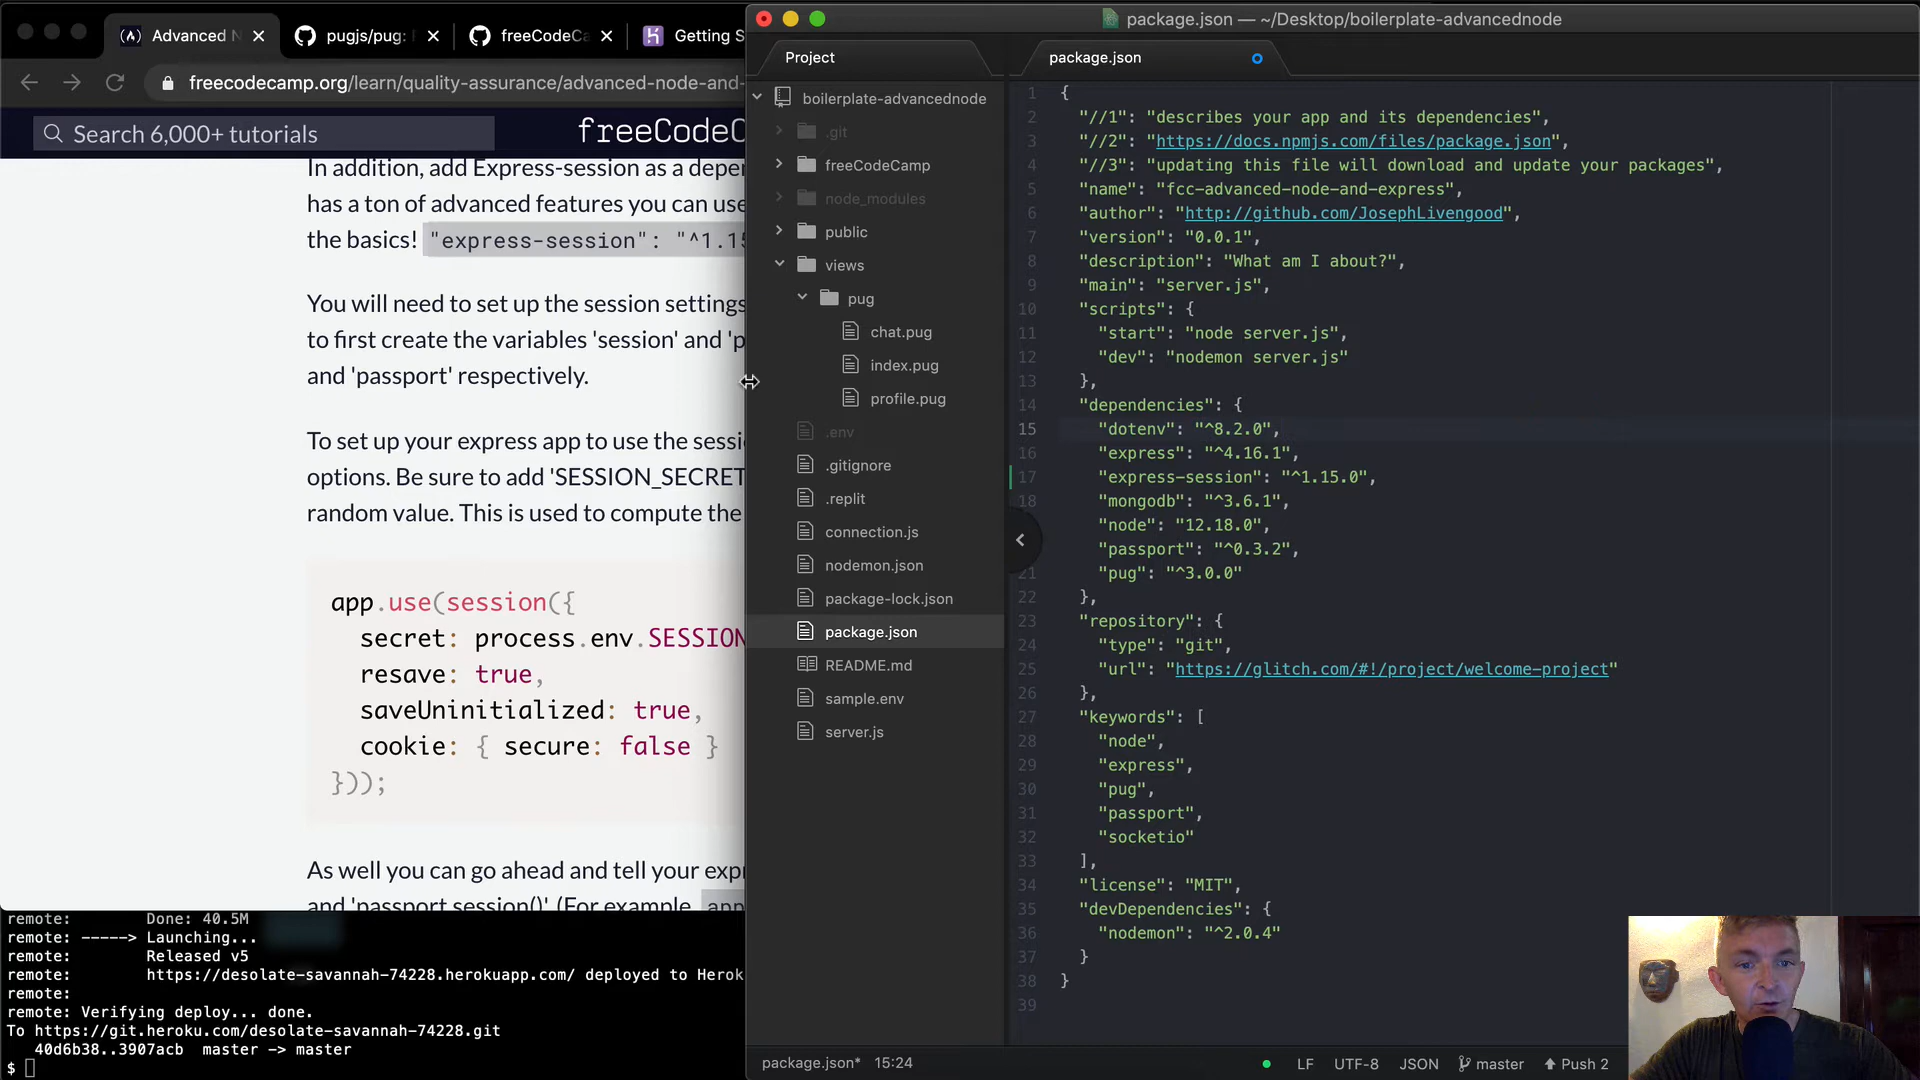 Advanced N
pugjs/pug:
freeCodeCa
Getting S
freecodecamp.org/learn/quality-assurance/advanced-node-and-
Search 6,000+ tutorials
freeCodeC
In addition, add Express-session as a depe
has a ton of advanced features you can use
the basics! "express-session": "^1.15
You will need to set up the session settings
to first create the variables 'session' and 'p
and 'passport' respectively.
To set up your express app to use the sessi
options. Be sure to add 'SESSION_SECRET
random value. This is used to compute the
app.use(session({
secret: process.env.SESSION
resave: true,
saveUninitialized: true,
cookie: { secure: false }
}));
As well you can go ahead and tell your expr
and 'passport.session()'. (For example, app
remote: Done: 40.5M
remote: -----> Launching...
remote: Released v5
remote: https://desolate-savannah-74228.herokuapp.com/ deployed to Herok
remote:
remote: Verifying deploy... done.
To https://git.heroku.com/desolate-savannah-74228.git
40d6b38..3907acb master -> master
$
package.json — ~/Desktop/boilerplate-advancednode
Project
boilerplate-advancednode
.git
freeCodeCamp
node_modules
public
views
pug
chat.pug
index.pug
profile.pug
.env
.gitignore
.replit
connection.js
nodemon.json
package-lock.json
package.json
README.md
sample.env
server.js
package.json
1 {
2 "//1": "describes your app and its dependencies",
3 "//2": "https://docs.npmjs.com/files/package.json",
4 "//3": "updating this file will download and update your packages",
5 "name": "fcc-advanced-node-and-express",
6 "author": "http://github.com/JosephLivengood",
7 "version": "0.0.1",
8 "description": "What am I about?",
9 "main": "server.js",
10 "scripts": {
11 "start": "node server.js",
12 "dev": "nodemon server.js"
13 },
14 "dependencies": {
15 "dotenv": "^8.2.0",
16 "express": "^4.16.1",
17 "express-session": "^1.15.0",
18 "mongodb": "^3.6.1",
"node": "12.18.0",
"passport": "^0.3.2",
21 "pug": "^3.0.0"
22 },
23 "repository": {
24 "type": "git",
25 "url": "https://glitch.com/#!/project/welcome-project"
26 },
27 "keywords": [
28 "node",
29 "express",
30 "pug",
31 "passport",
32 "socketio"
33 ],
34 "license": "MIT",
35 "devDependencies": {
36 "nodemon": "^2.0.4"
37 }
38 }
39
package.json* 15:24
LF UTF-8 JSON master Push 2